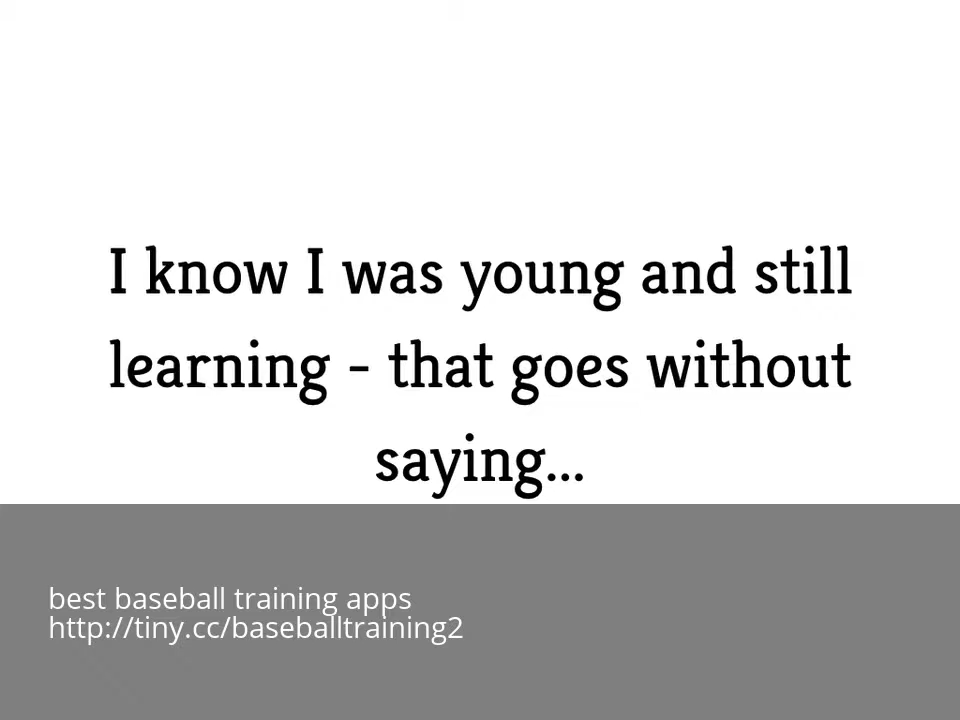 I know I was young and still
learning - that goes without
saying...
best baseball training apps
http://tiny.cc/baseballtraining2